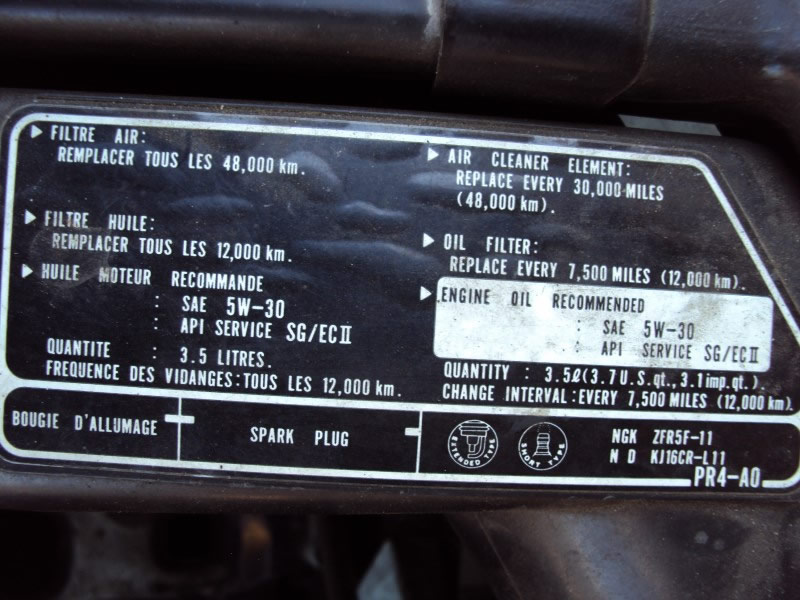 ▶ FILTRE AIR:
REMPLACER TOUS LES 48,000 km.
▶ FILTRE HUILE:
REMPLACER TOUS LES 12,000 km.
▶ HUILE MOTEUR RECOMMANDE
: SAE 5W-30
: API SERVICE SG/ECII
QUANTITE : 3.5 LITRES.
FREQUENCE DES VIDANGES:TOUS LES 12,000 km.
▶ AIR CLEANER ELEMENT:
REPLACE EVERY 30,000 MILES
(48,000 km).
▶ OIL FILTER:
REPLACE EVERY 7,500 MILES (12,000 km).
▶ ENGINE OIL RECOMMENDED
: SAE 5W-30
: API SERVICE SG/ECII
QUANTITY : 3.5ℓ(3.7U.S.qt., 3.1imp.qt.).
CHANGE INTERVAL:EVERY 7,500 MILES (12,000 km).
BOUGIE D'ALLUMAGE
SPARK PLUG
EXTENDED TYPE
SHORT TYPE
NGK ZFR5F-11
N D KJ16CR-L11
PR4-A0